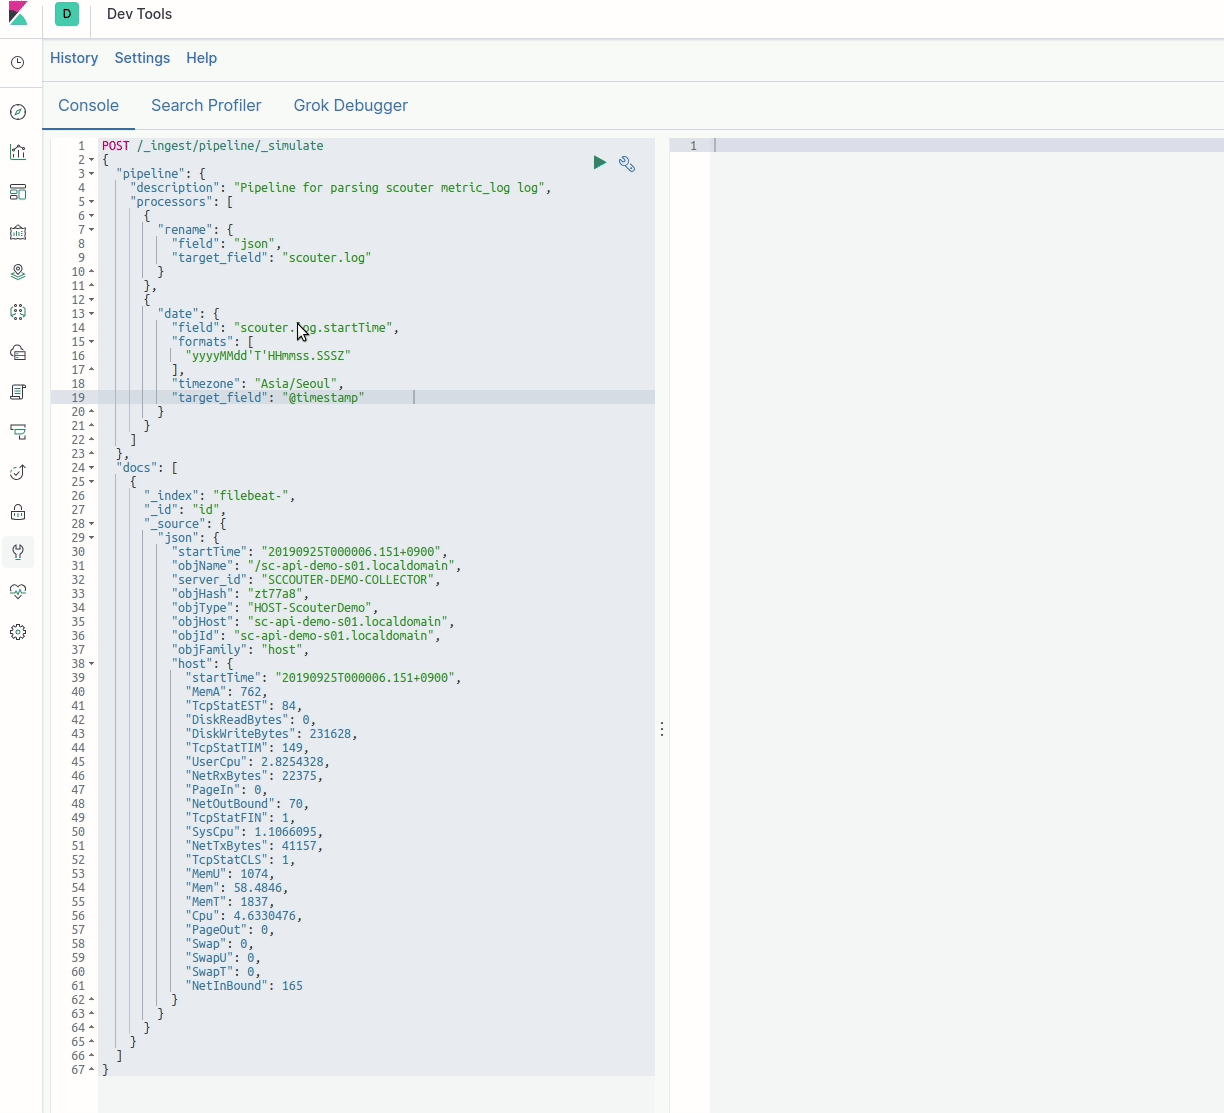 D Dev Tools
History Settings Help
Console Search Profiler Grok Debugger
1 POST /_ingest/pipeline/_simulate
2 {
3   "pipeline": {
4     "description": "Pipeline for parsing scouter metric_log log",
5     "processors": [
6       {
7         "rename": {
8           "field": "json",
9           "target_field": "scouter.log"
10         }
11       },
12       {
13         "date": {
14           "field": "scouter.log.startTime",
15           "formats": [
16             "yyyyMMdd'T'HHmmss.SSSZ"
17           ],
18           "timezone": "Asia/Seoul",
19           "target_field": "@timestamp"
20         }
21       }
22     ]
23   },
24   "docs": [
25     {
26       "_index": "filebeat-",
27       "_id": "id",
28       "_source": {
29         "json": {
30           "startTime": "20190925T000006.151+0900",
31           "objName": "/sc-api-demo-s01.localdomain",
32           "server_id": "SCCOUTER-DEMO-COLLECTOR",
33           "objHash": "zt77a8",
34           "objType": "HOST-ScouterDemo",
35           "objHost": "sc-api-demo-s01.localdomain",
36           "objId": "sc-api-demo-s01.localdomain",
37           "objFamily": "host",
38           "host": {
39             "startTime": "20190925T000006.151+0900",
40             "MemA": 762,
41             "TcpStatEST": 84,
42             "DiskReadBytes": 0,
43             "DiskWriteBytes": 231628,
44             "TcpStatTIM": 149,
45             "UserCpu": 2.8254328,
46             "NetRxBytes": 22375,
47             "PageIn": 0,
48             "NetOutBound": 70,
49             "TcpStatFIN": 1,
50             "SysCpu": 1.1066095,
51             "NetTxBytes": 41157,
52             "TcpStatCLS": 1,
53             "MemU": 1074,
54             "Mem": 58.4846,
55             "MemT": 1837,
56             "Cpu": 4.6330476,
57             "PageOut": 0,
58             "Swap": 0,
59             "SwapU": 0,
60             "SwapT": 0,
61             "NetInBound": 165
62           }
63         }
64       }
65     }
66   ]
67 }
1